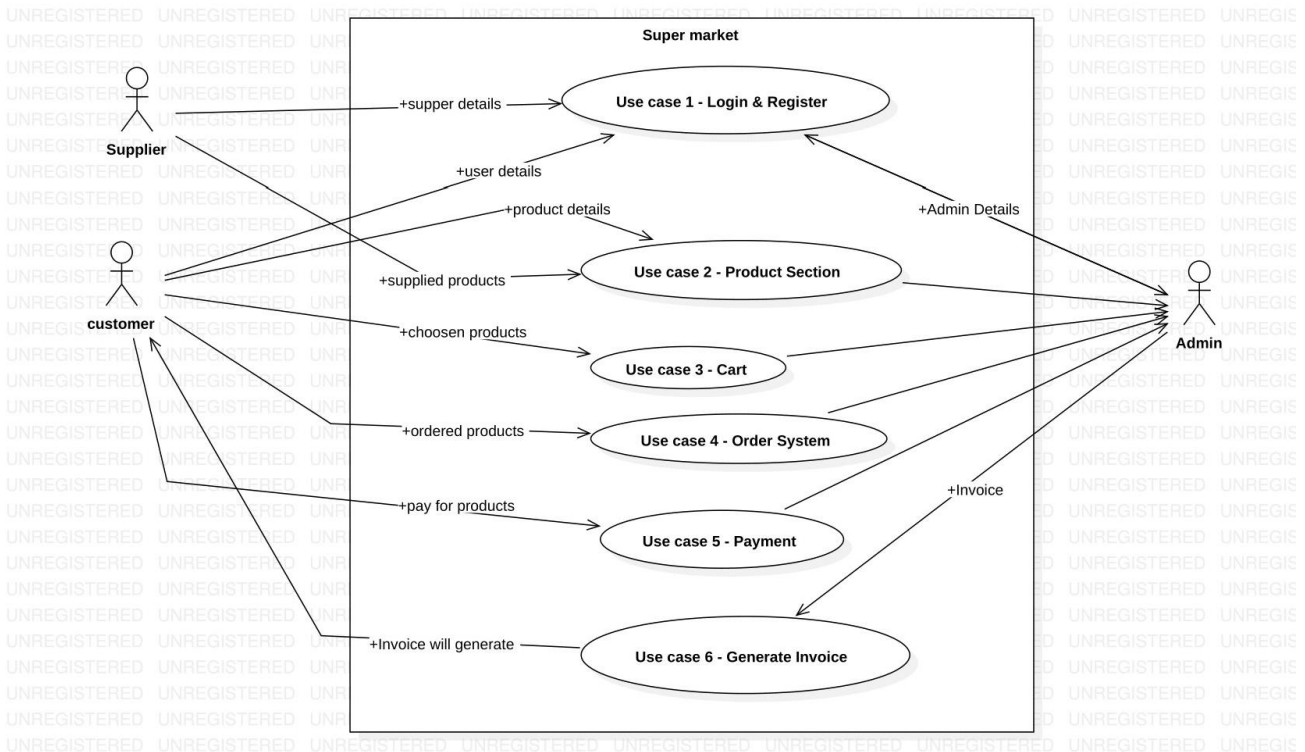 Super market
Use case 1 - Login & Register
+supper details
Supplier
+user details
+product details
+Admin Details
Use case 2 - Product Section
+supplied products
customer
+choosen products
Admin
Use case 3 - Cart
+ordered products
Use case 4 - Order System
+Invoice
+pay for products
Use case 5 - Payment
+Invoice will generate
Use case 6 - Generate Invoice
UNREGISTERED